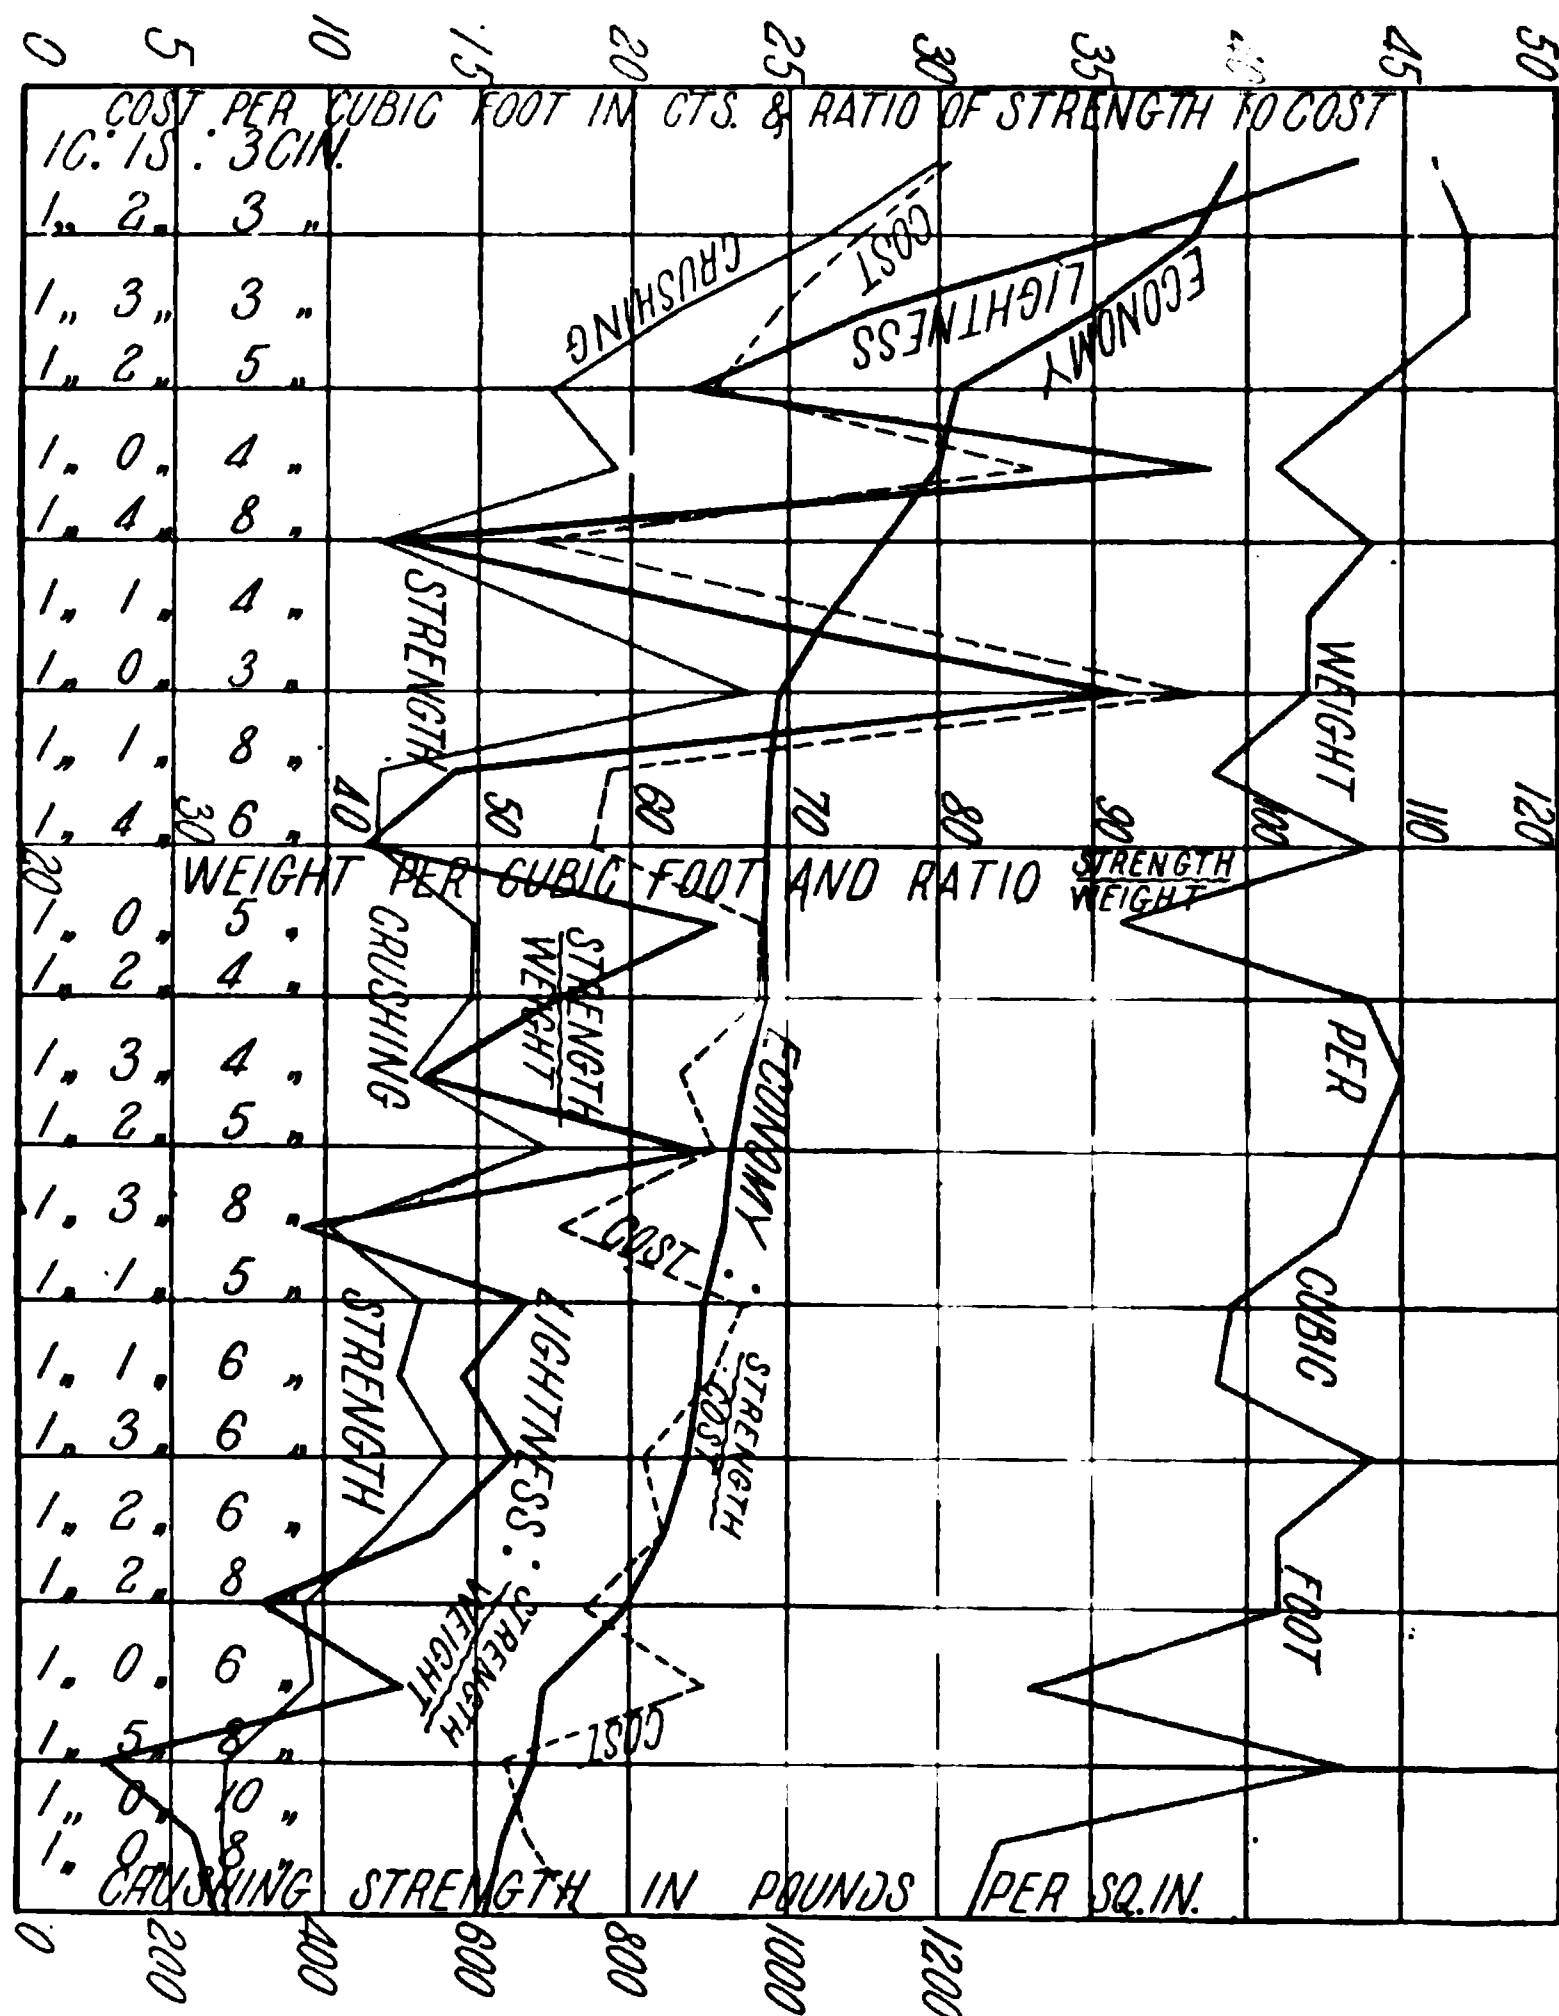 0 5 10 15 20 25 30 35 40 45 50
COST PER CUBIC FOOT IN CTS. & RATIO OF STRENGTH TO COST
1C. : 1S. : 3 CIN.
1 „ 2 „ 3 „
1 „ 3 „ 3 „
1 „ 2 „ 5 „
1 „ 0 „ 4 „
1 „ 4 „ 8 „
1 „ 1 „ 4 „
1 „ 0 „ 3 „
1 „ 1 „ 8 „
1 „ 4 „ 6 „
CRUSHING
COST
LIGHTNESS
ECONOMY
STRENGTH
WEIGHT
20 30 40 50 60 70 80 90 100 110 120
WEIGHT PER CUBIC FOOT AND RATIO STRENGTH
WEIGHT
1 „ 0 „ 5 „
1 „ 2 „ 4 „
1 „ 3 „ 4 „
1 „ 2 „ 5 „
1 „ 3 „ 8 „
1 „ 1 „ 5 „
1 „ 1 „ 6 „
1 „ 3 „ 6 „
1 „ 2 „ 6 „
1 „ 2 „ 8 „
1 „ 0 „ 6 „
1 „ 5 „ 8 „
1 „ 0 „ 10 „
1 „ 0 „ 8 „
CRUSHING
STRENGTH
STRENGTH
WEIGHT
LIGHTNESS : STRENGTH
WEIGHT
COST
ECONOMY : STRENGTH
COST
COST
PER
CUBIC
FOOT
CRUSHING STRENGTH IN POUNDS PER SQ. IN.
0 200 400 600 800 1000 1200